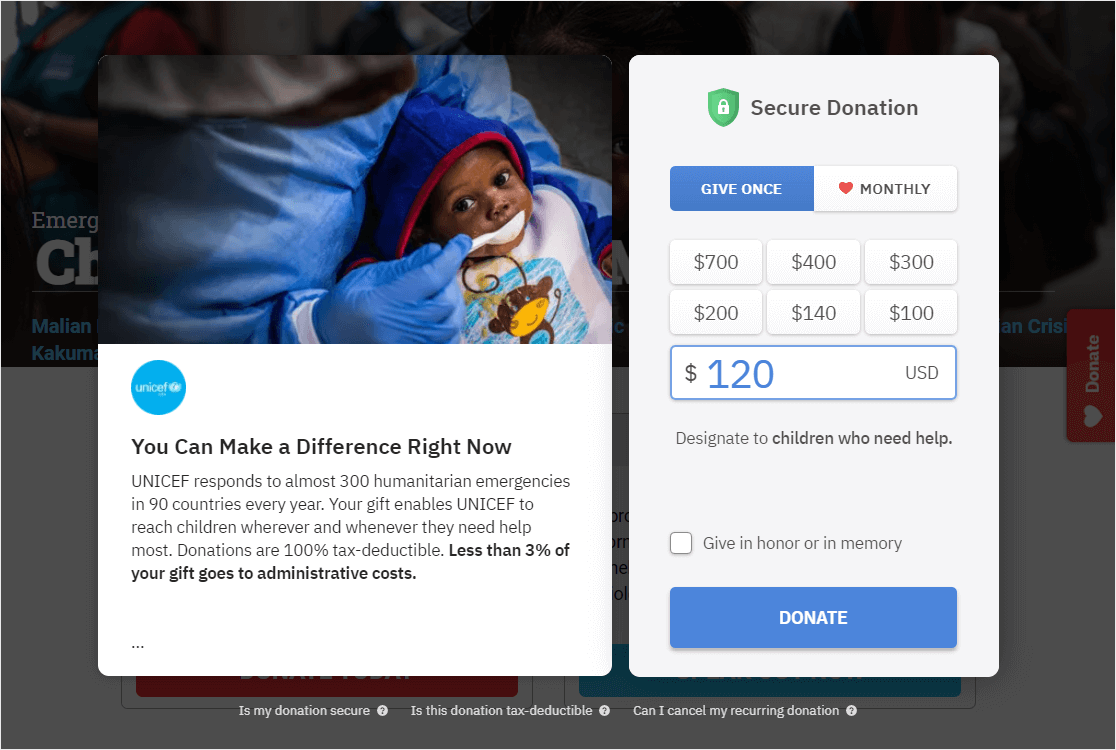 Emerg
Ch
Malian
Kakuma
an Crisi
Donate
unicef
You Can Make a Difference Right Now
UNICEF responds to almost 300 humanitarian emergencies
in 90 countries every year. Your gift enables UNICEF to
reach children wherever and whenever they need help
most. Donations are 100% tax-deductible. Less than 3% of
your gift goes to administrative costs.
...
Secure Donation
GIVE ONCE
MONTHLY
$700 $400 $300
$200 $140 $100
$ 120 USD
Designate to children who need help.
Give in honor or in memory
DONATE
DONATE TODAY
Is my donation secure ? Is this donation tax-deductible ? Can I cancel my recurring donation ?